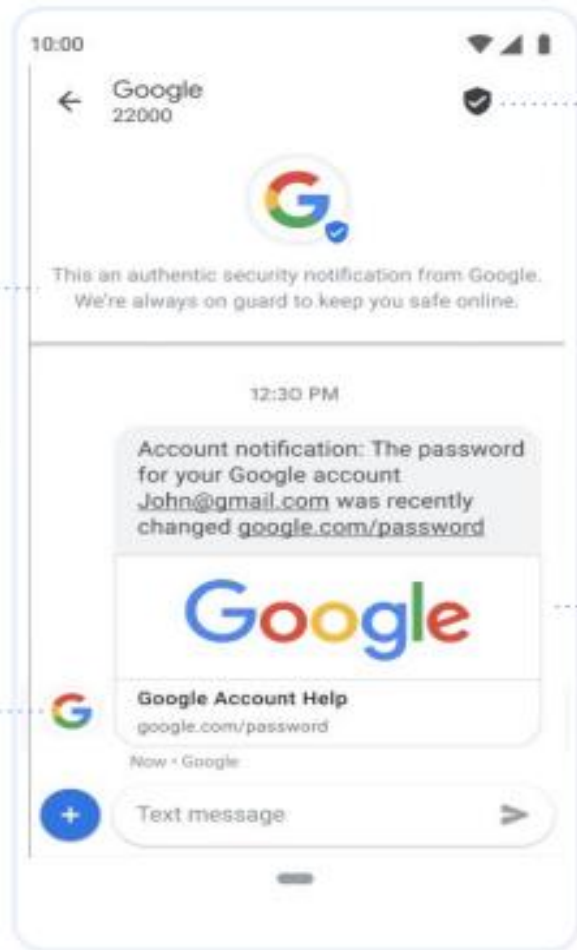 10:00
Google
22000
This an authentic security notification from Google.
We're always on guard to keep you safe online.
12:30 PM
Account notification: The password
for your Google account
John@gmail.com was recently
changed google.com/password
Google
Google Account Help
google.com/password
Now • Google
Text message